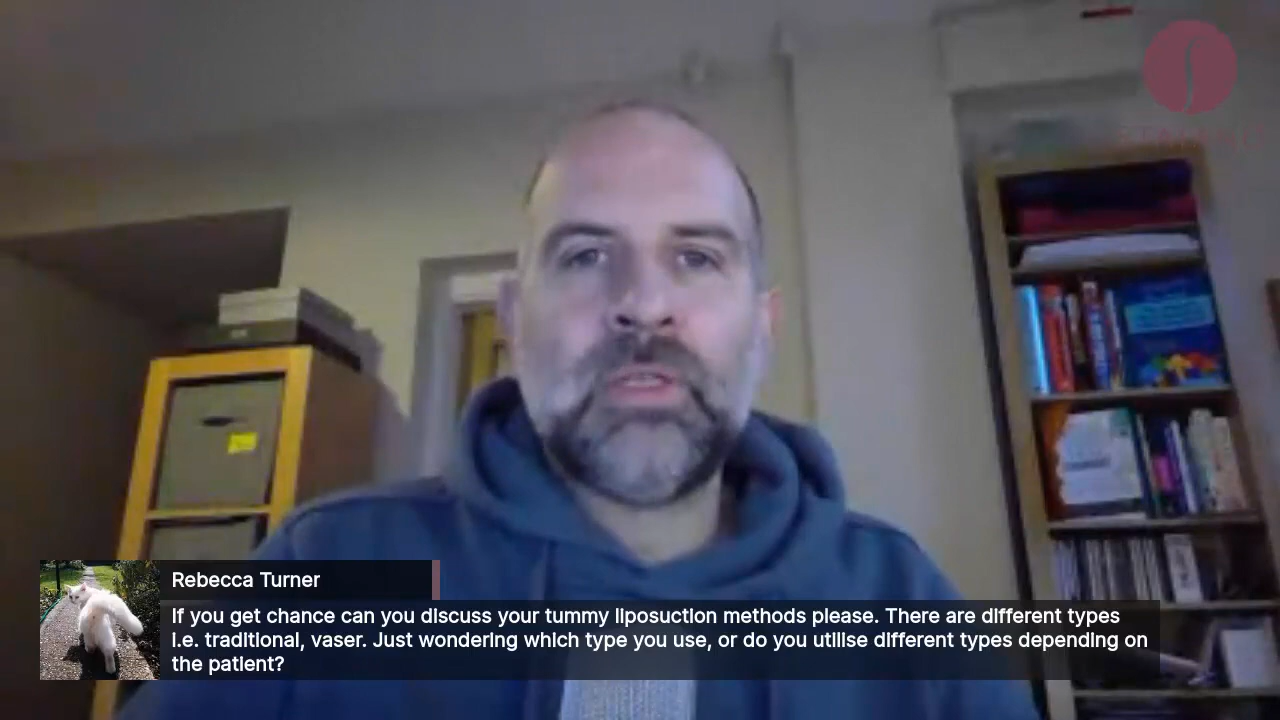 Rebecca Turner
If you get chance can you discuss your tummy liposuction methods please. There are different types
i.e. traditional, vaser. Just wondering which type you use, or do you utilise different types depending on
the patient?